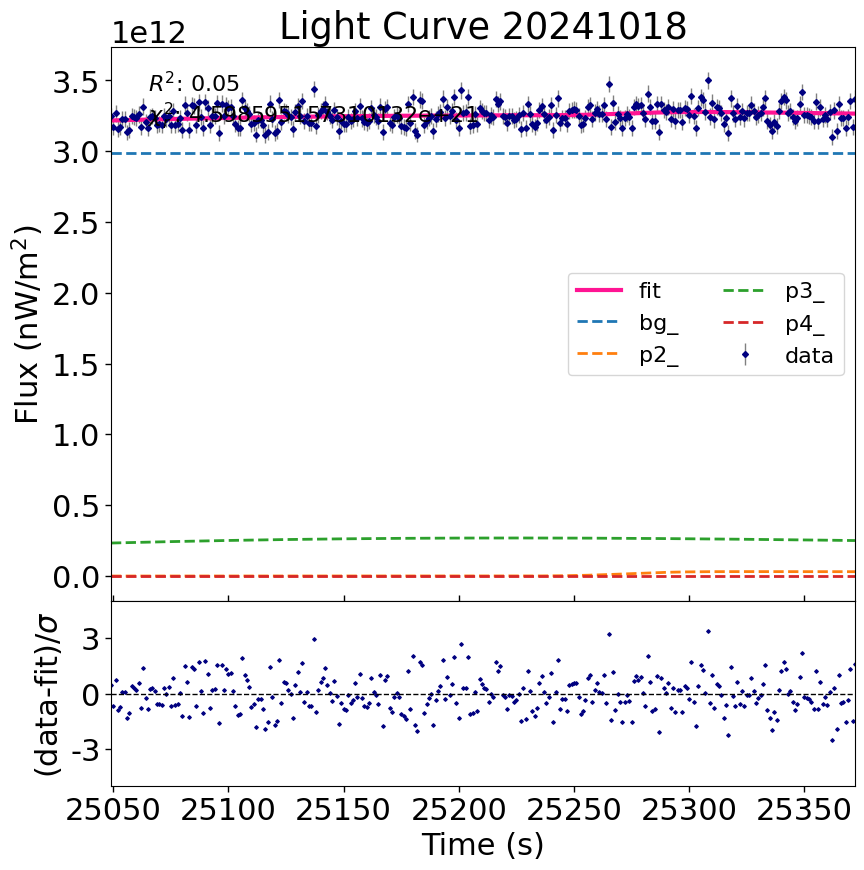 Light Curve 20241018
1e12
R²: 0.05
3.5
3.0
2.5
2.0
1.5
1.0
0.5
0.0
Flux (nW/m²)
fit
bg_
p2_
p3_
p4_
data
3
0
-3
(data-fit)/σ
25050 25100 25150 25200 25250 25300 25350
Time (s)